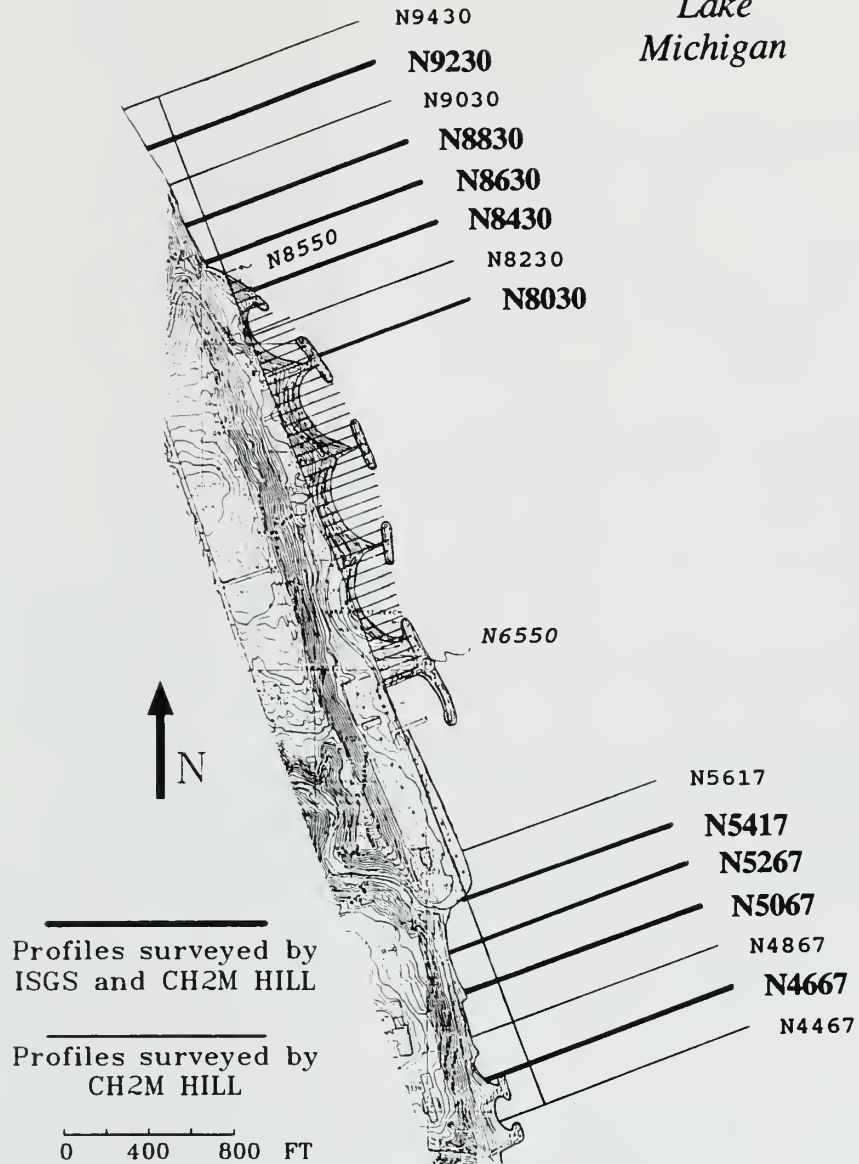 N9430
Lake
Michigan
N9230
N9030
N8830
N8630
N8430
N8550
N8230
N8030
N6550
N
N5617
N5417
N5267
N5067
N4867
N4667
N4467
Profiles surveyed by
ISGS and CH2M HILL
Profiles surveyed by
CH2M HILL
0 400 800 FT